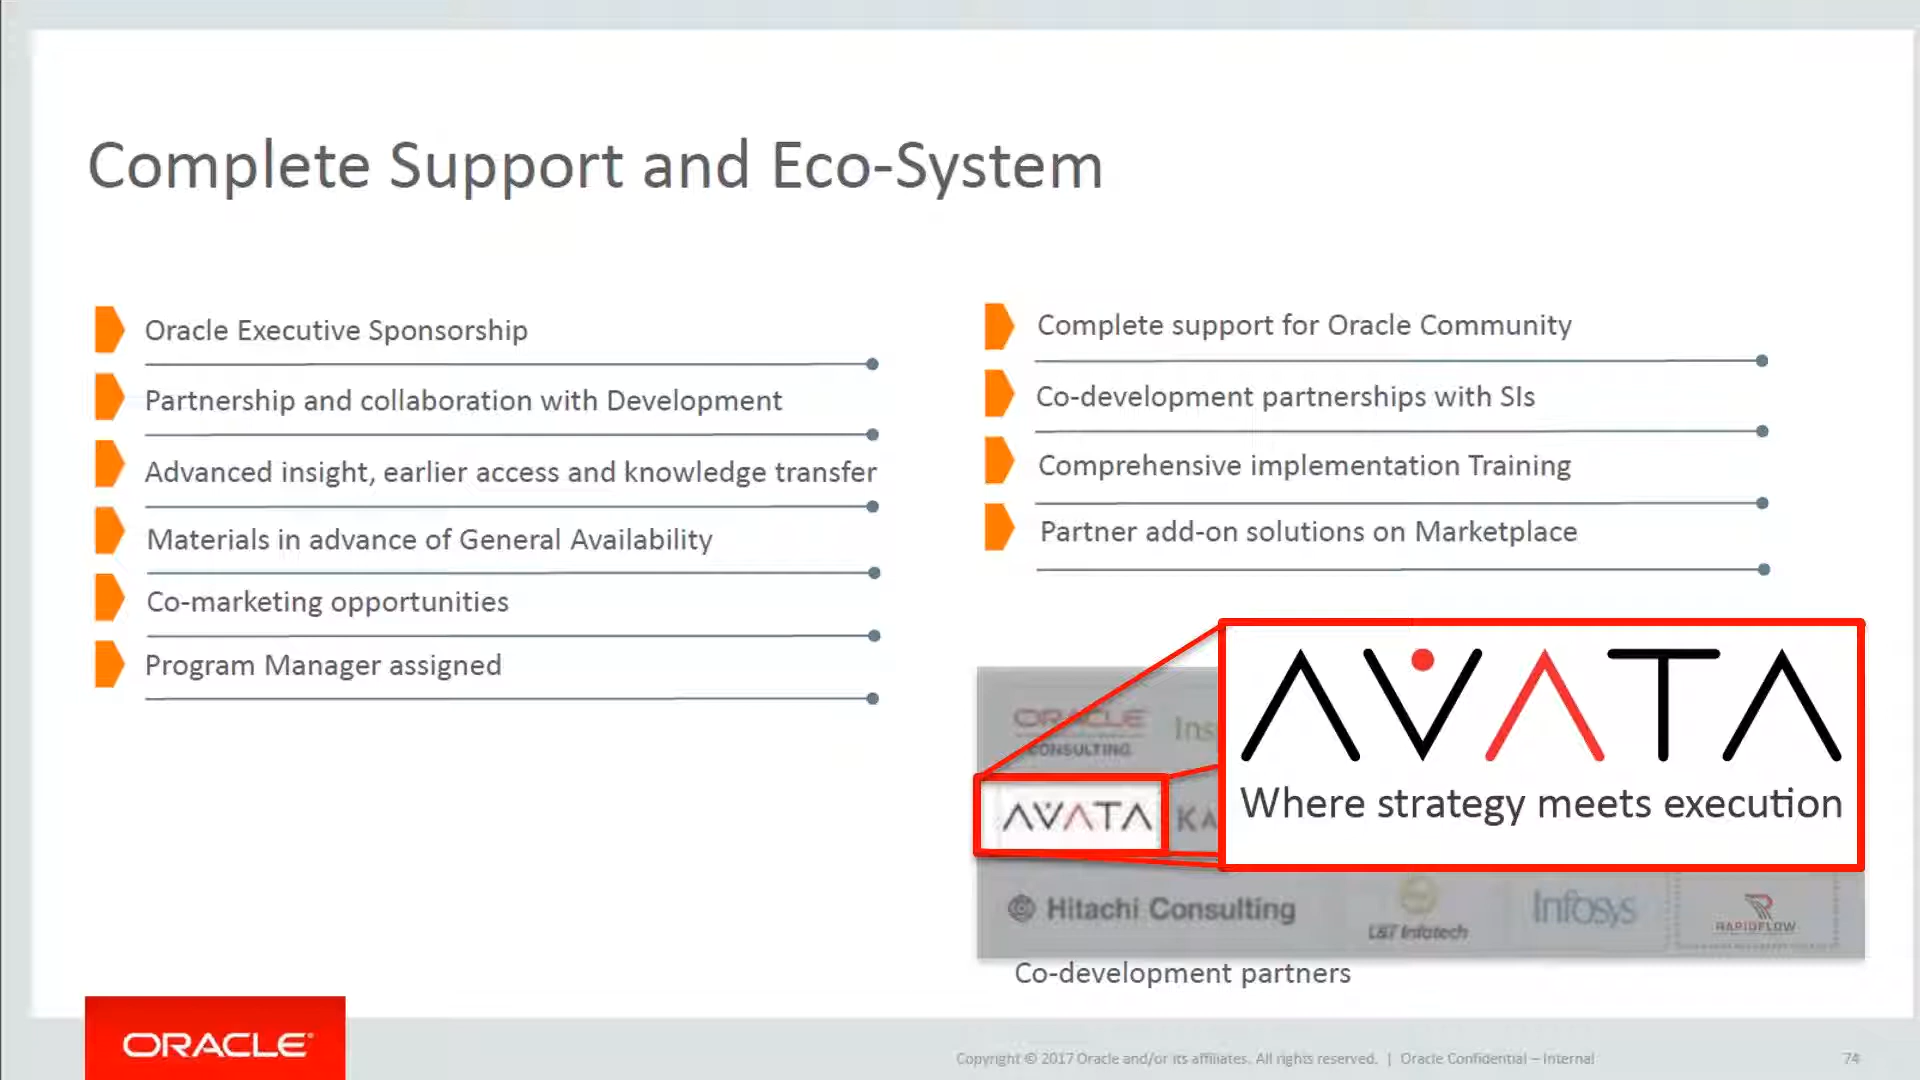 Complete Support and Eco-System
Oracle Executive Sponsorship
Partnership and collaboration with Development
Advanced insight, earlier access and knowledge transfer
Materials in advance of General Availability
Co-marketing opportunities
Program Manager assigned
Complete support for Oracle Community
Co-development partnerships with SIs
Comprehensive implementation Training
Partner add-on solutions on Marketplace
ORACLE
CONSULTING
AVATA
AVATA
Where strategy meets execution
Hitachi Consulting
L&T Infotech
Infosys
RAPIDFLOW
Co-development partners
ORACLE
Copyright © 2017 Oracle and/or its affiliates. All rights reserved. | Oracle Confidential – Internal
74